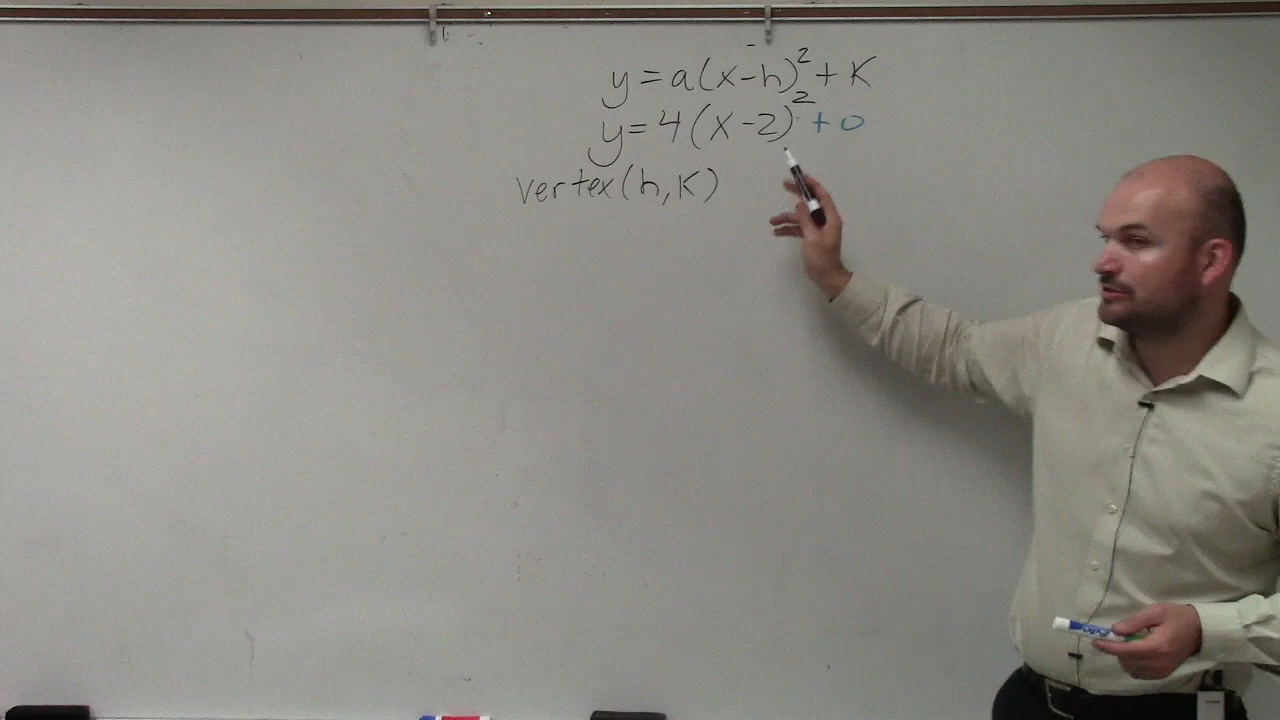 y = a(x-h)² + K
y = 4(x-2)² + 0
vertex(h,K)